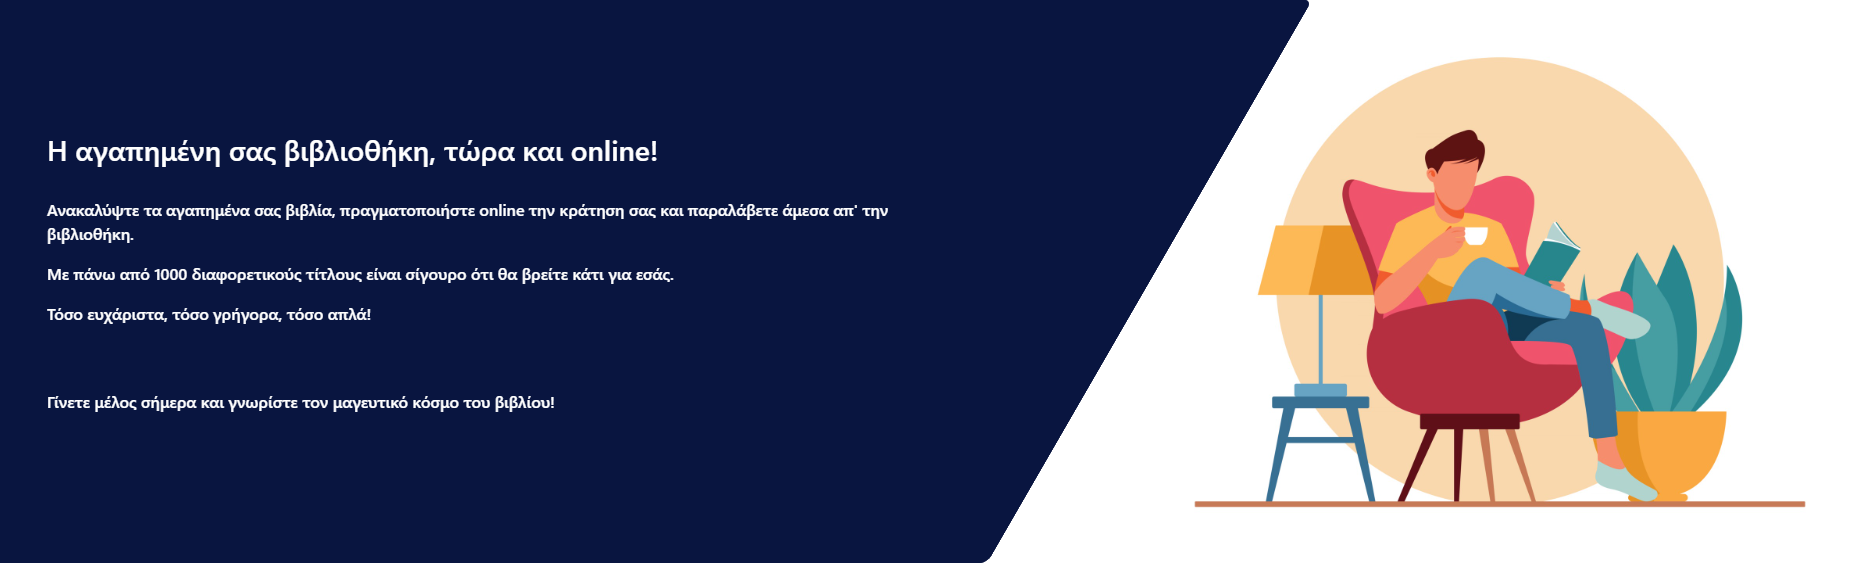 Η αγαπημένη σας βιβλιοθήκη, τώρα και online!
Ανακαλύψτε τα αγαπημένα σας βιβλία, πραγματοποιήστε online την κράτηση σας και παραλάβετε άμεσα απ' την
βιβλιοθήκη.
Με πάνω από 1000 διαφορετικούς τίτλους είναι σίγουρο ότι θα βρείτε κάτι για εσάς.
Τόσο ευχάριστα, τόσο γρήγορα, τόσο απλά!
Γίνετε μέλος σήμερα και γνωρίστε τον μαγευτικό κόσμο του βιβλίου!